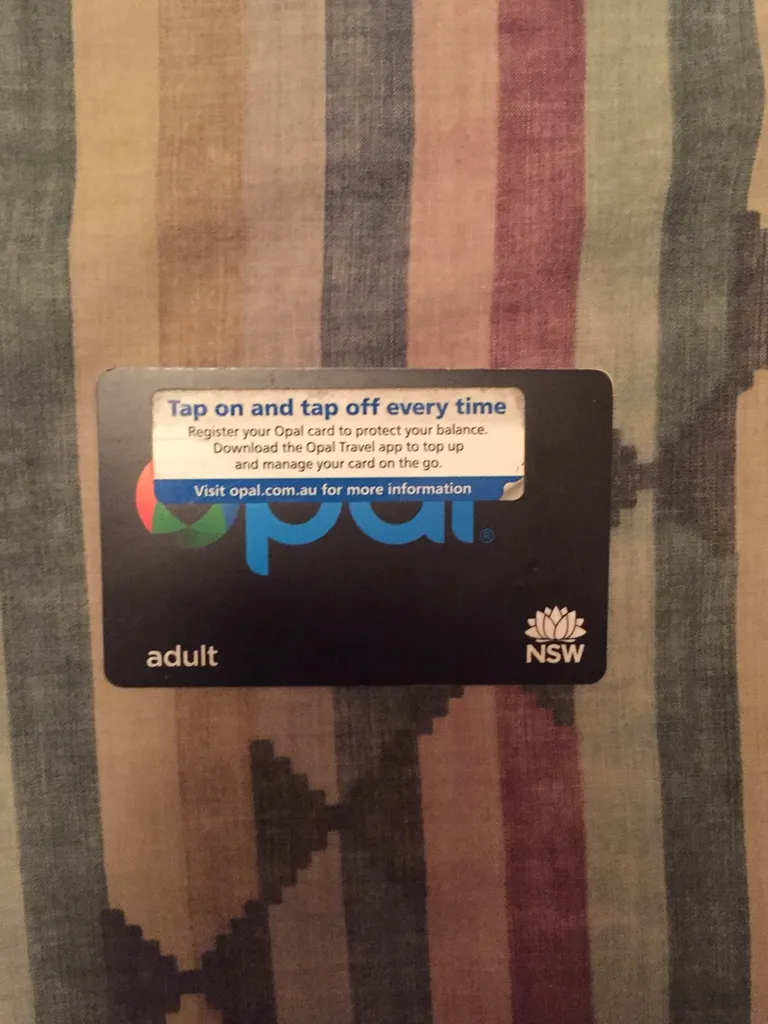 Tap on and tap off every time
Register your Opal card to protect your balance.
Download the Opal Travel app to top up
and manage your card on the go.
Visit opal.com.au for more information
opal®
adult
NSW